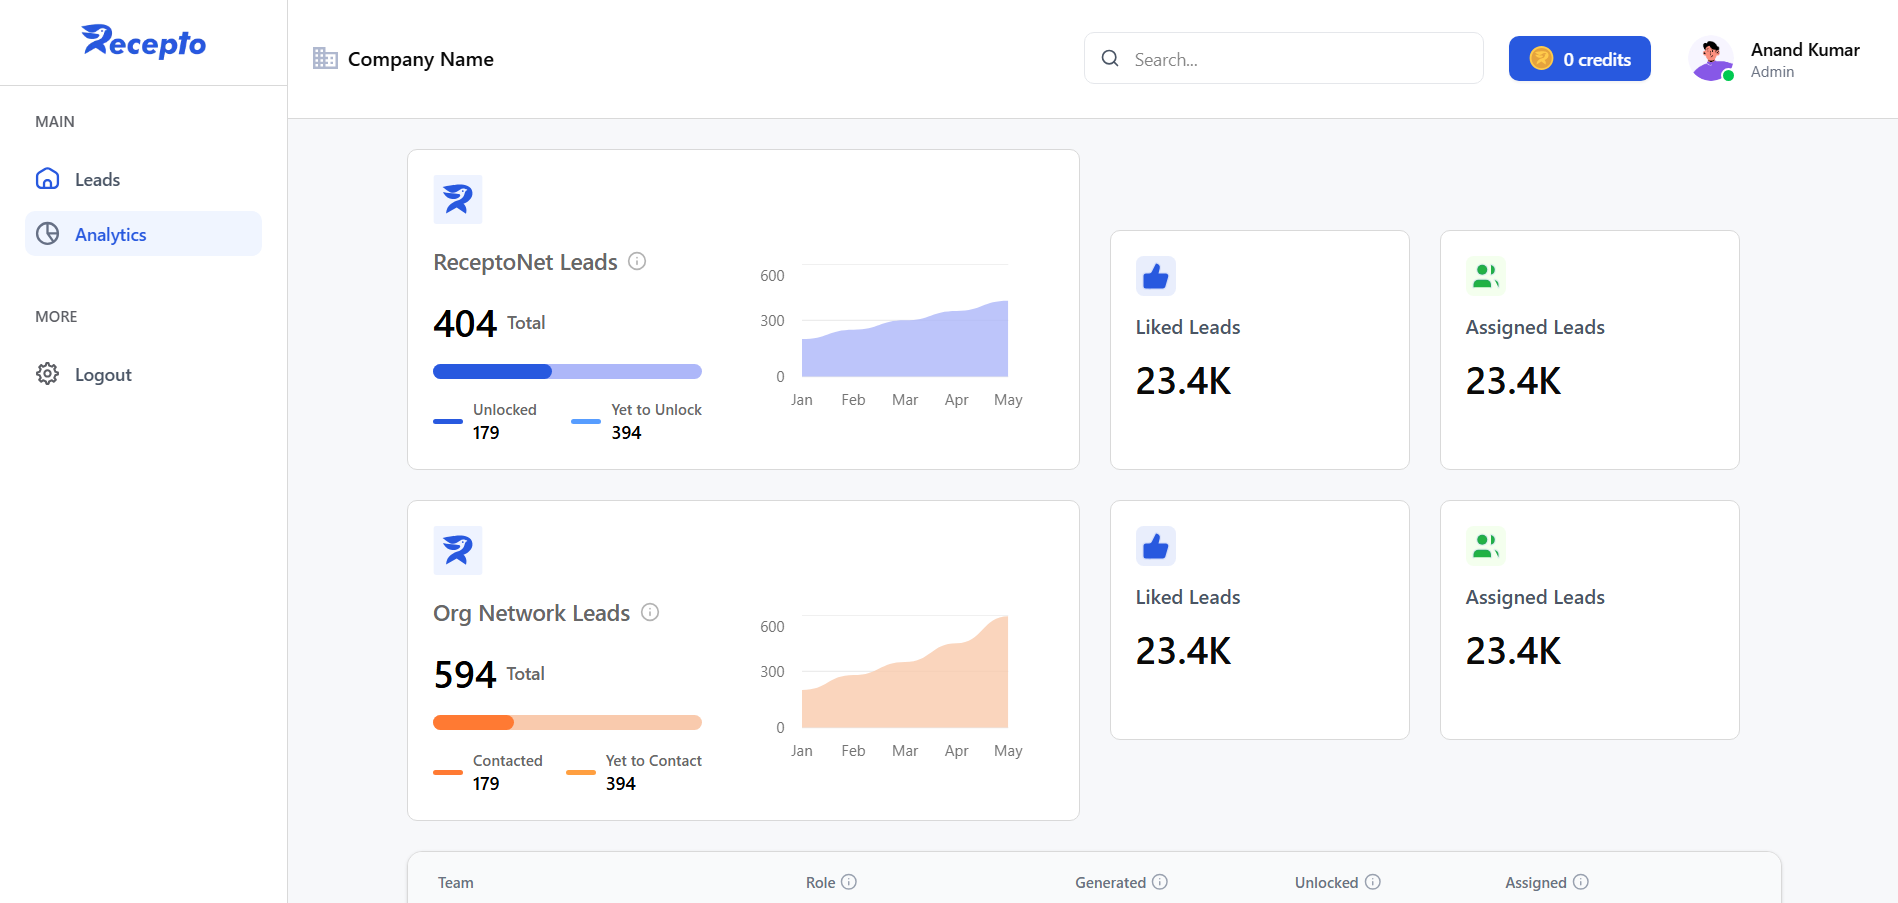 Recepto
MAIN
Leads
Analytics
MORE
Logout
Company Name
Search...
0 credits
Anand Kumar
Admin
ReceptoNet Leads
404 Total
Unlocked
179
Yet to Unlock
394
600
300
0
Jan Feb Mar Apr May
Liked Leads
23.4K
Assigned Leads
23.4K
Org Network Leads
594 Total
Contacted
179
Yet to Contact
394
600
300
0
Jan Feb Mar Apr May
Liked Leads
23.4K
Assigned Leads
23.4K
Team Role Generated Unlocked Assigned